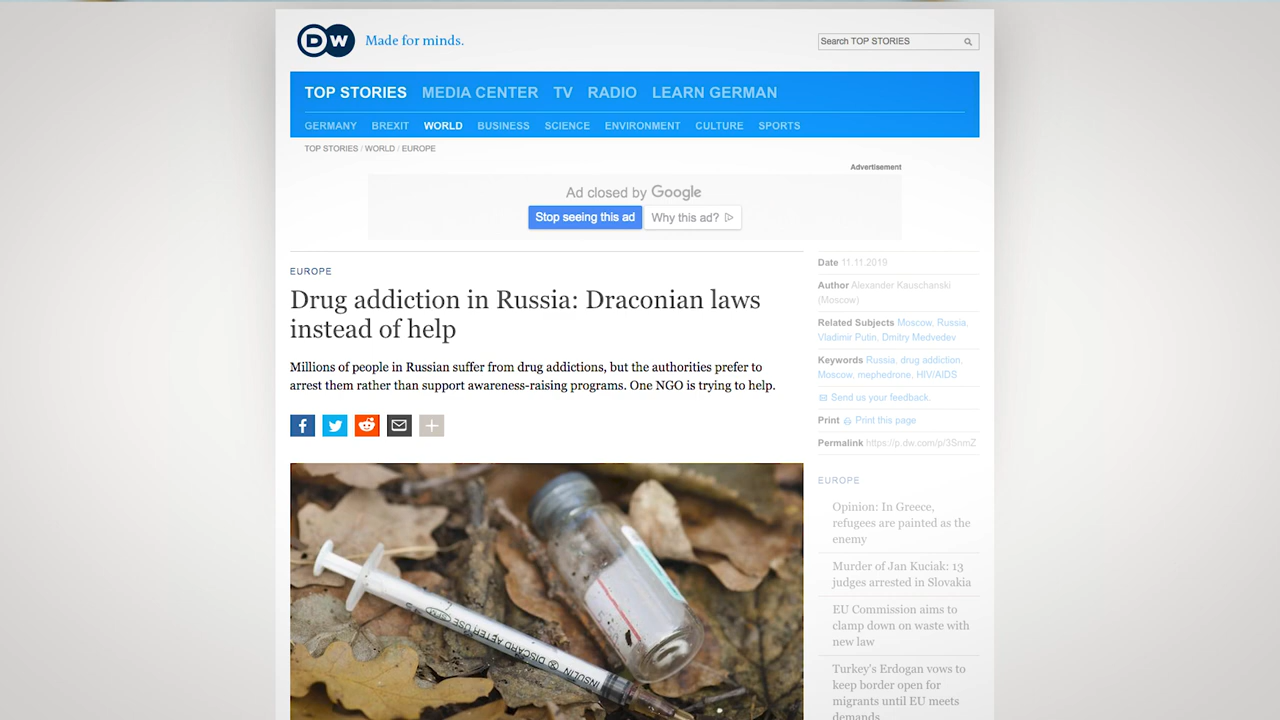 DW Made for minds.
Search TOP STORIES
TOP STORIES MEDIA CENTER TV RADIO LEARN GERMAN
GERMANY BREXIT WORLD BUSINESS SCIENCE ENVIRONMENT CULTURE SPORTS
TOP STORIES / WORLD / EUROPE
Advertisement
Ad closed by Google
Stop seeing this ad Why this ad?
EUROPE
Drug addiction in Russia: Draconian laws
instead of help
Millions of people in Russian suffer from drug addictions, but the authorities prefer to
arrest them rather than support awareness-raising programs. One NGO is trying to help.
INSULIN DISCARD AFTER USE
Date 11.11.2019
Author Alexander Kauschanski
(Moscow)
Related Subjects Moscow, Russia,
Vladimir Putin, Dmitry Medvedev
Keywords Russia, drug addiction,
Moscow, mephedrone, HIV/AIDS
Send us your feedback.
Print Print this page
Permalink https://p.dw.com/p/3SnmZ
EUROPE
Opinion: In Greece,
refugees are painted as the
enemy
Murder of Jan Kuciak: 13
judges arrested in Slovakia
EU Commission aims to
clamp down on waste with
new law
Turkey's Erdogan vows to
keep border open for
migrants until EU meets
demands